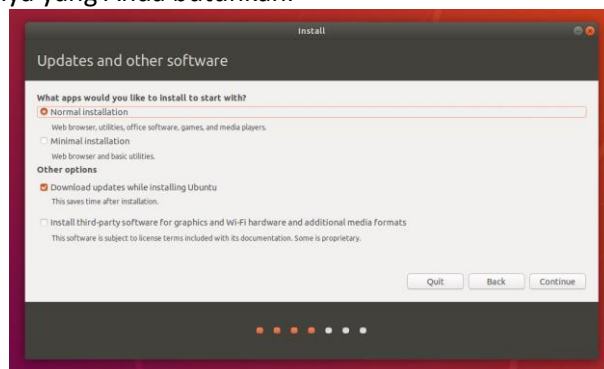 yang Anda butuhkan.
Install
Updates and other software
What apps would you like to install to start with?
Normal installation
Web browser, utilities, office software, games, and media players.
Minimal installation
Web browser and basic utilities.
Other options
Download updates while installing Ubuntu
This saves time after installation.
Install third-party software for graphics and Wi-Fi hardware and additional media formats
This software is subject to license terms included with its documentation. Some is proprietary.
Quit Back Continue